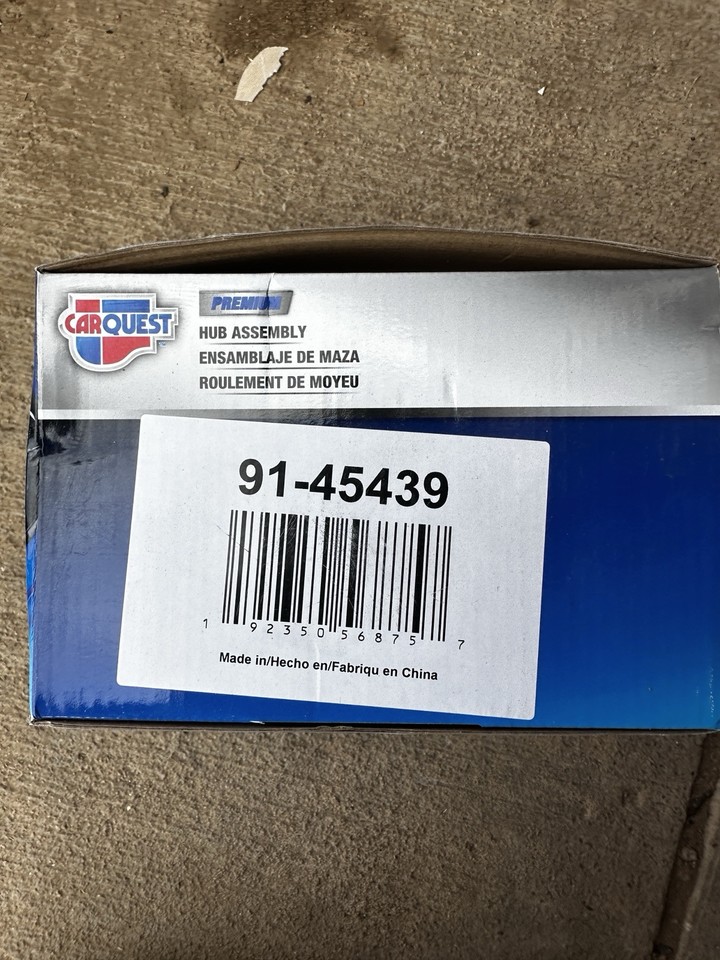 CARQUEST
PREMIUM
HUB ASSEMBLY
ENSAMBLAJE DE MAZA
ROULEMENT DE MOYEU
91-45439
1 92350 56875 7
Made in/Hecho en/Fabriqu en China